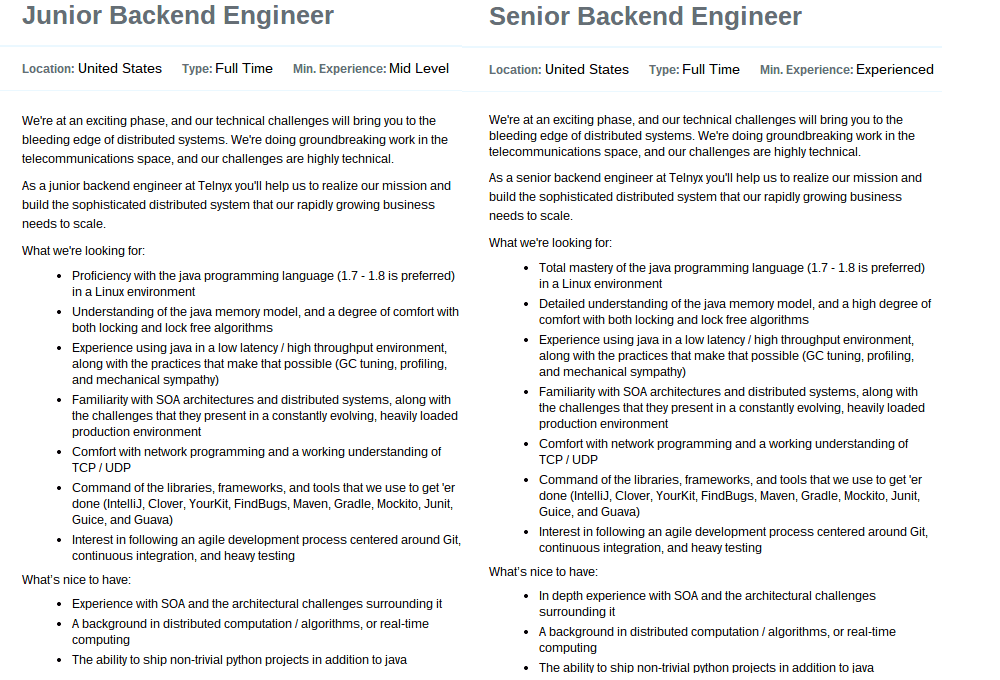 Junior Backend Engineer
Location: United States Type: Full Time Min. Experience: Mid Level
We're at an exciting phase, and our technical challenges will bring you to the
bleeding edge of distributed systems. We're doing groundbreaking work in the
telecommunications space, and our challenges are highly technical.
As a junior backend engineer at Telnyx you'll help us to realize our mission and
build the sophisticated distributed system that our rapidly growing business
needs to scale.
What we're looking for:
• Proficiency with the java programming language (1.7 - 1.8 is preferred)
in a Linux environment
• Understanding of the java memory model, and a degree of comfort with
both locking and lock free algorithms
• Experience using java in a low latency / high throughput environment,
along with the practices that make that possible (GC tuning, profiling,
and mechanical sympathy)
• Familiarity with SOA architectures and distributed systems, along with
the challenges that they present in a constantly evolving, heavily loaded
production environment
• Comfort with network programming and a working understanding of
TCP / UDP
• Command of the libraries, frameworks, and tools that we use to get 'er
done (IntelliJ, Clover, YourKit, FindBugs, Maven, Gradle, Mockito, Junit,
Guice, and Guava)
• Interest in following an agile development process centered around Git,
continuous integration, and heavy testing
What's nice to have:
• Experience with SOA and the architectural challenges surrounding it
• A background in distributed computation / algorithms, or real-time
computing
• The ability to ship non-trivial python projects in addition to java
Senior Backend Engineer
Location: United States Type: Full Time Min. Experience: Experienced
We're at an exciting phase, and our technical challenges will bring you to the
bleeding edge of distributed systems. We're doing groundbreaking work in the
telecommunications space, and our challenges are highly technical.
As a senior backend engineer at Telnyx you'll help us to realize our mission and
build the sophisticated distributed system that our rapidly growing business
needs to scale.
What we're looking for:
• Total mastery of the java programming language (1.7 - 1.8 is preferred)
in a Linux environment
• Detailed understanding of the java memory model, and a high degree of
comfort with both locking and lock free algorithms
• Experience using java in a low latency / high throughput environment,
along with the practices that make that possible (GC tuning, profiling,
and mechanical sympathy)
• Familiarity with SOA architectures and distributed systems, along with
the challenges that they present in a constantly evolving, heavily loaded
production environment
• Comfort with network programming and a working understanding of
TCP / UDP
• Command of the libraries, frameworks, and tools that we use to get 'er
done (IntelliJ, Clover, YourKit, FindBugs, Maven, Gradle, Mockito, Junit,
Guice, and Guava)
• Interest in following an agile development process centered around Git,
continuous integration, and heavy testing
What's nice to have:
• In depth experience with SOA and the architectural challenges
surrounding it
• A background in distributed computation / algorithms, or real-time
computing
• The ability to ship non-trivial python projects in addition to java